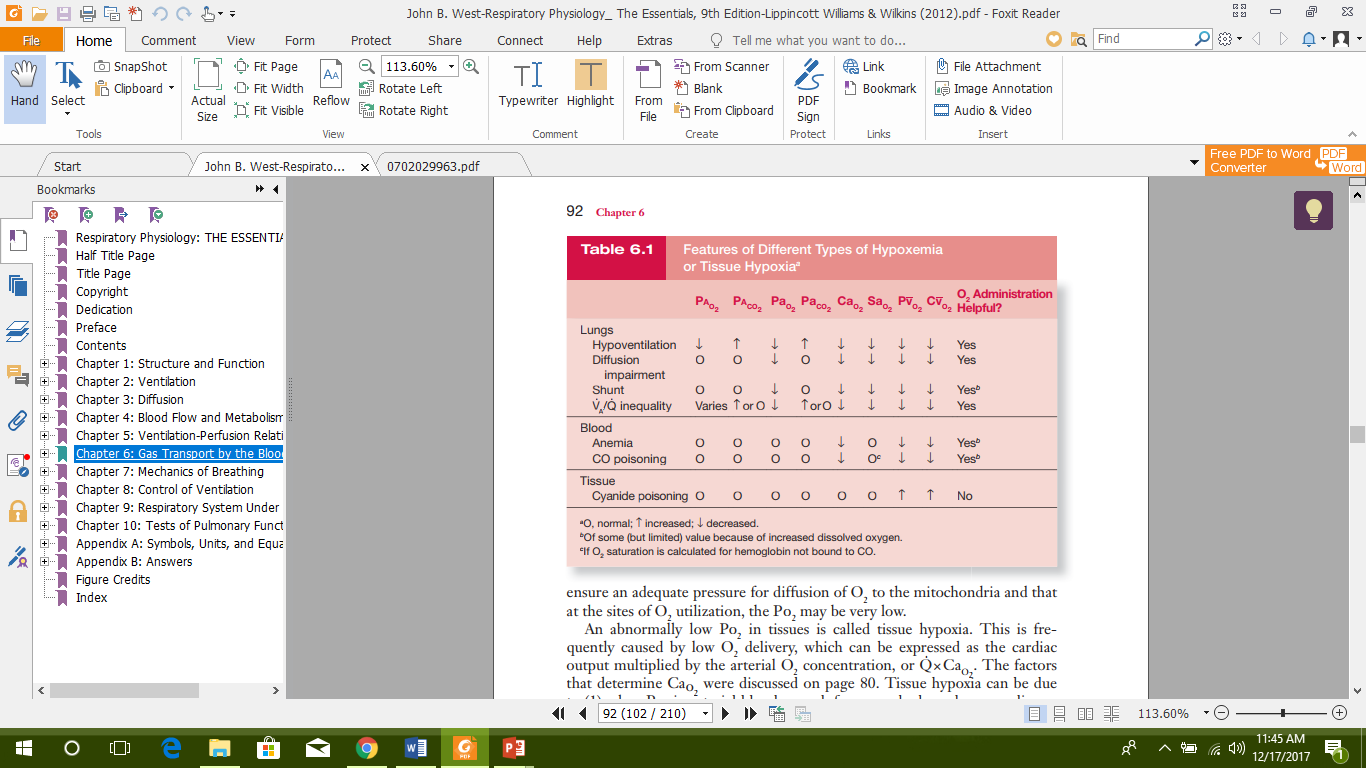 John B. West-Respiratory Physiology_ The Essentials, 9th Edition-Lippincott Williams & Wilkins (2012).pdf - Foxit Reader
File Home Comment View Form Protect Share Connect Help Extras Tell me what you want to do... Find
Hand
Select
SnapShot
Clipboard
Tools
Actual
Size
Fit Page
Fit Width
Fit Visible
Reflow
113.60%
Rotate Left
Rotate Right
View
Typewriter
Highlight
Comment
From
File
From Scanner
Blank
From Clipboard
Create
PDF
Sign
Protect
Link
Bookmark
Links
File Attachment
Image Annotation
Audio & Video
Insert
Start John B. West-Respirato... 0702029963.pdf
Free PDF to Word
Converter
PDF
Word
Bookmarks
Respiratory Physiology: THE ESSENTIA
Half Title Page
Title Page
Copyright
Dedication
Preface
Contents
Chapter 1: Structure and Function
Chapter 2: Ventilation
Chapter 3: Diffusion
Chapter 4: Blood Flow and Metabolism
Chapter 5: Ventilation-Perfusion Relati
Chapter 6: Gas Transport by the Blood
Chapter 7: Mechanics of Breathing
Chapter 8: Control of Ventilation
Chapter 9: Respiratory System Under
Chapter 10: Tests of Pulmonary Funct
Appendix A: Symbols, Units, and Equa
Appendix B: Answers
Figure Credits
Index
92 Chapter 6
Table 6.1 Features of Different Types of Hypoxemia
or Tissue Hypoxiaᵃ
PAO₂ PACO₂ PaO₂ PaCO₂ CaO₂ SaO₂ Pv̅O₂ Cv̅O₂ O₂ Administration
Helpful?
Lungs
Hypoventilation ↓ ↑ ↓ ↑ ↓ ↓ ↓ ↓ Yes
Diffusion O O ↓ O ↓ ↓ ↓ ↓ Yes
impairment
Shunt O O ↓ O ↓ ↓ ↓ ↓ Yesᵇ
V̇A/Q̇ inequality Varies ↑ or O ↓ ↑ or O ↓ ↓ ↓ ↓ Yes
Blood
Anemia O O O O ↓ O ↓ ↓ Yesᵇ
CO poisoning O O O O ↓ Oᶜ ↓ ↓ Yesᵇ
Tissue
Cyanide poisoning O O O O O O ↑ ↑ No
ᵃO, normal; ↑ increased; ↓ decreased.
ᵇOf some (but limited) value because of increased dissolved oxygen.
ᶜIf O₂ saturation is calculated for hemoglobin not bound to CO.
ensure an adequate pressure for diffusion of O₂ to the mitochondria and that
at the sites of O₂ utilization, the Po₂ may be very low.
An abnormally low Po₂ in tissues is called tissue hypoxia. This is fre-
quently caused by low O₂ delivery, which can be expressed as the cardiac
output multiplied by the arterial O₂ concentration, or Q̇ × CaO₂. The factors
that determine CaO₂ were discussed on page 80. Tissue hypoxia can be due
92 (102 / 210)
113.60%
11:45 AM
12/17/2017
1